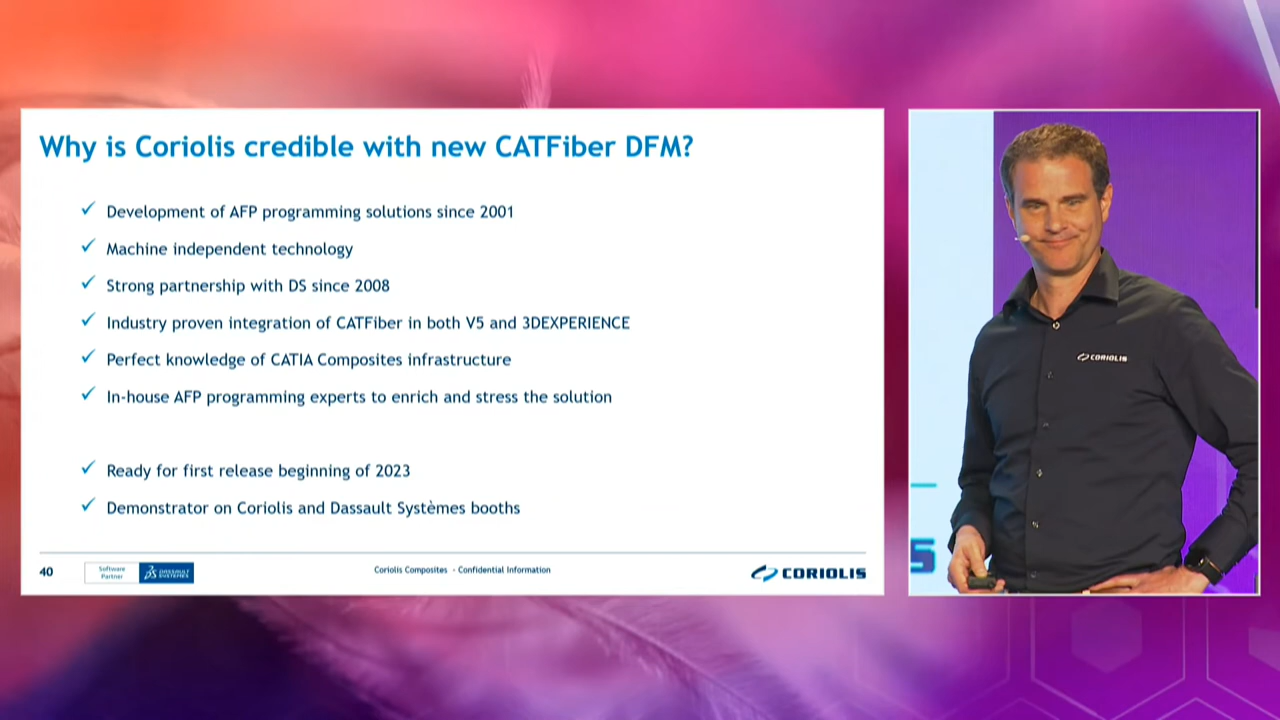 Why is Coriolis credible with new CATFiber DFM?
Development of AFP programming solutions since 2001
Machine independent technology
Strong partnership with DS since 2008
Industry proven integration of CATFiber in both V5 and 3DEXPERIENCE
Perfect knowledge of CATIA Composites infrastructure
In-house AFP programming experts to enrich and stress the solution
Ready for first release beginning of 2023
Demonstrator on Coriolis and Dassault Systèmes booths
40
Software
Partner
DASSAULT
SYSTEMES
Coriolis Composites - Confidential Information
CORIOLIS
CORIOLIS
S